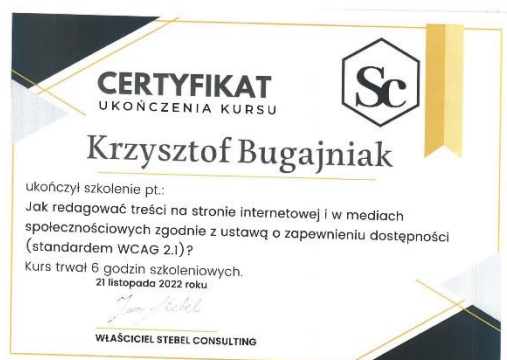 CERTYFIKAT
UKOŃCZENIA KURSU
Sc
Krzysztof Bugajniak
ukończył szkolenie pt.:
Jak redagować treści na stronie internetowej i w mediach
społecznościowych zgodnie z ustawą o zapewnieniu dostępności
(standardem WCAG 2.1)?
Kurs trwał 6 godzin szkoleniowych.
21 listopada 2022 roku
WŁAŚCICIEL STEBEL CONSULTING